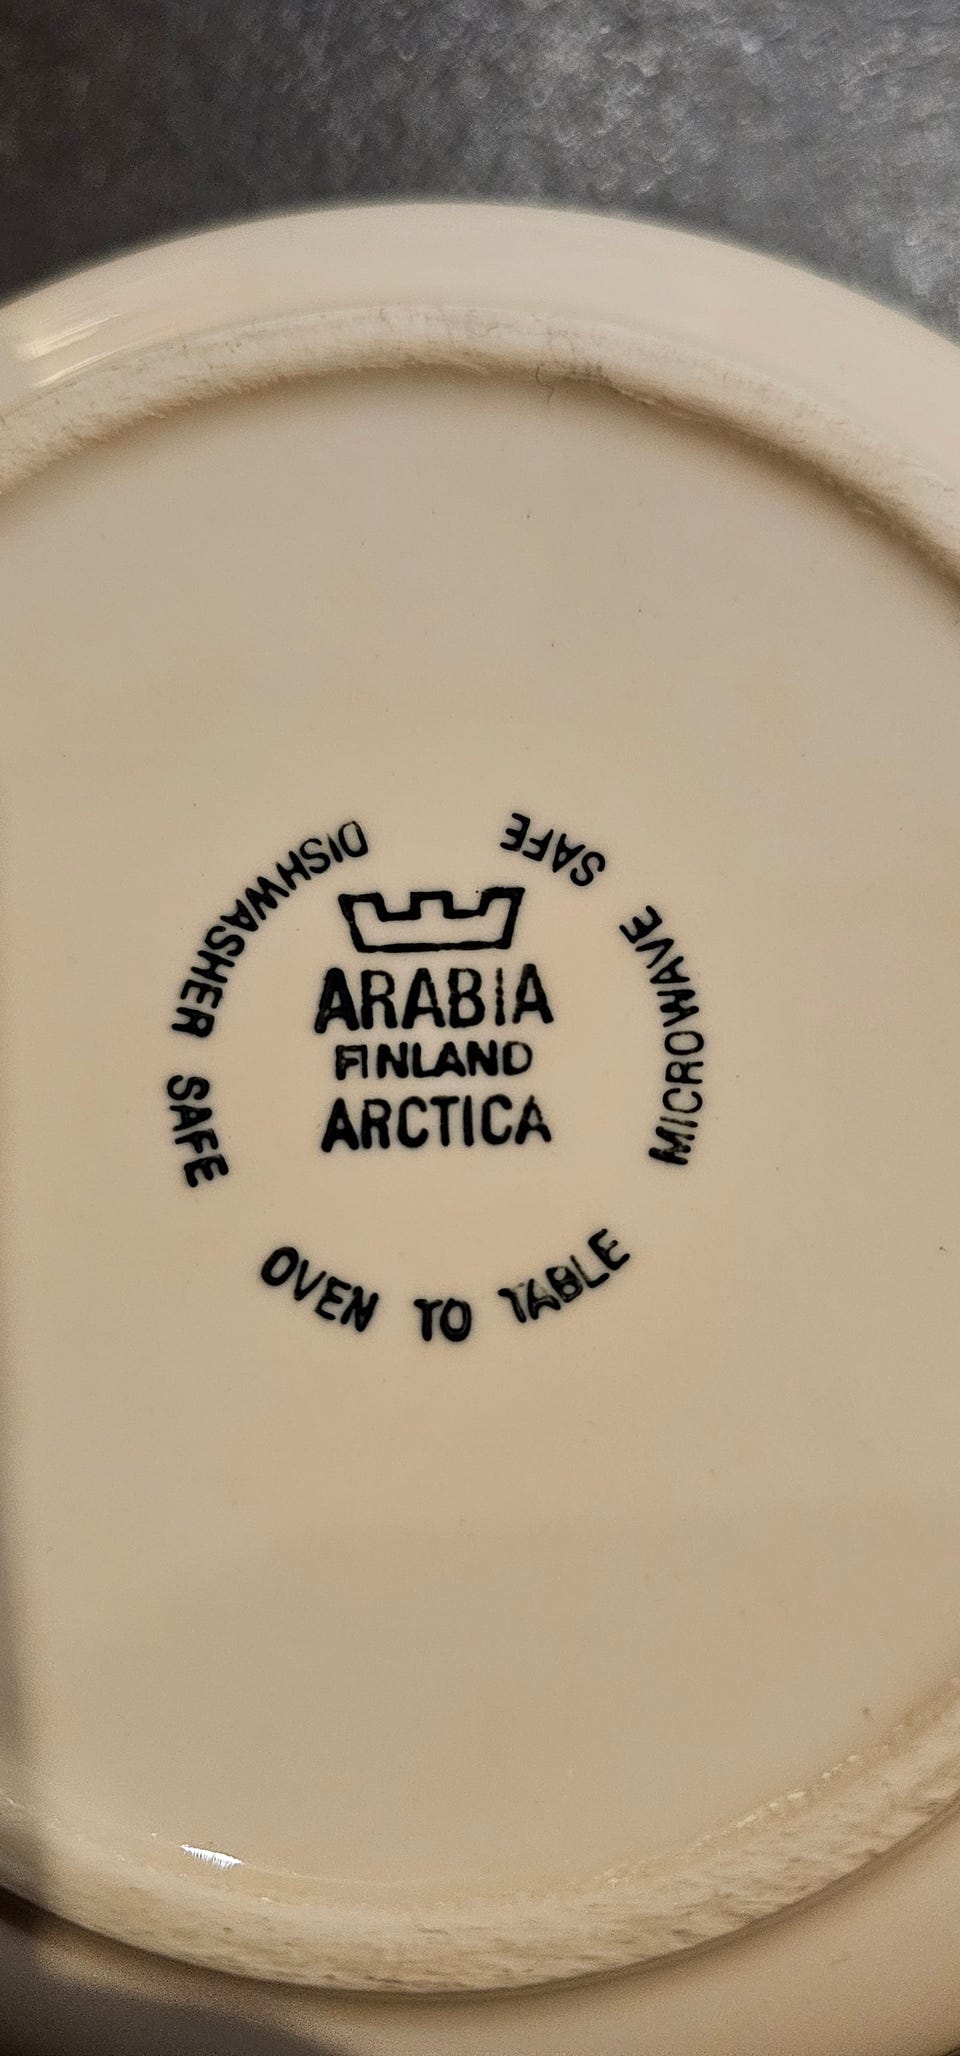 ARABIA
FINLAND
ARCTICA
DISHWASHER SAFE
OVEN TO TABLE
MICROWAVE SAFE